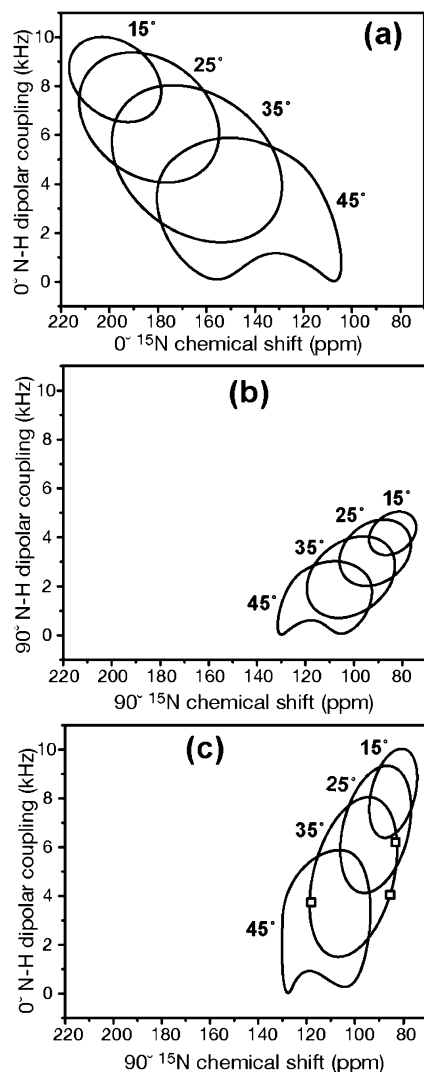 (a)
0˘ N-H dipolar coupling (kHz)
10
8
6
4
2
0
15˚
25˚
35˚
45˚
220 200 180 160 140 120 100 80
0˘ 15N chemical shift (ppm)
(b)
90˘ N-H dipolar coupling (kHz)
10
8
6
4
2
0
15˚
25˚
35˚
45˚
220 200 180 160 140 120 100 80
90˘ 15N chemical shift (ppm)
(c)
0˘ N-H dipolar coupling (kHz)
10
8
6
4
2
0
15˚
25˚
35˚
45˚
220 200 180 160 140 120 100 80
90˘ 15N chemical shift (ppm)